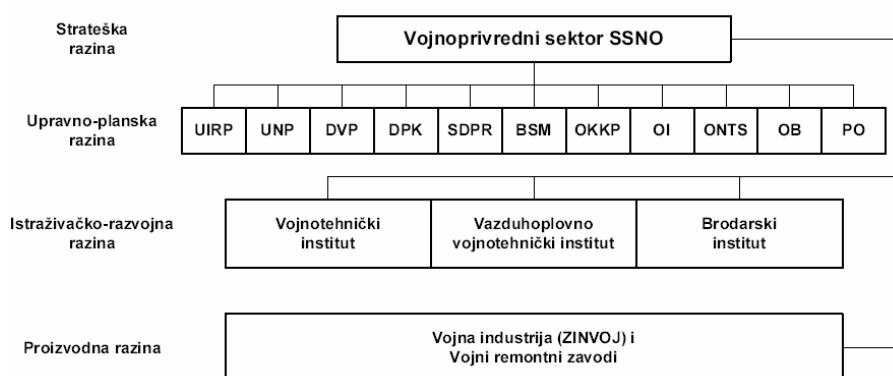 Strateška
razina
Vojnoprivredni sektor SSNO
Upravno-planska
razina
UIRP UNP DVP DPK SDPR BSM OKKP OI ONTS OB PO
Istraživačko-razvojna
razina
Vojnotehnički
institut
Vazduhoplovno
vojnotehnički institut
Brodarski
institut
Proizvodna razina
Vojna industrija (ZINVOJ) i
Vojni remontni zavodi